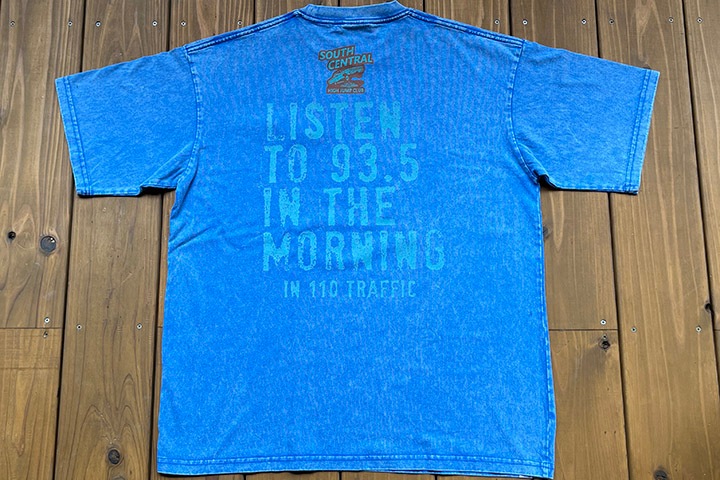 SOUTH
CENTRAL
HIGH JUMP CLUB
LISTEN
TO 93.5
IN THE
MORNING
IN 110 TRAFFIC